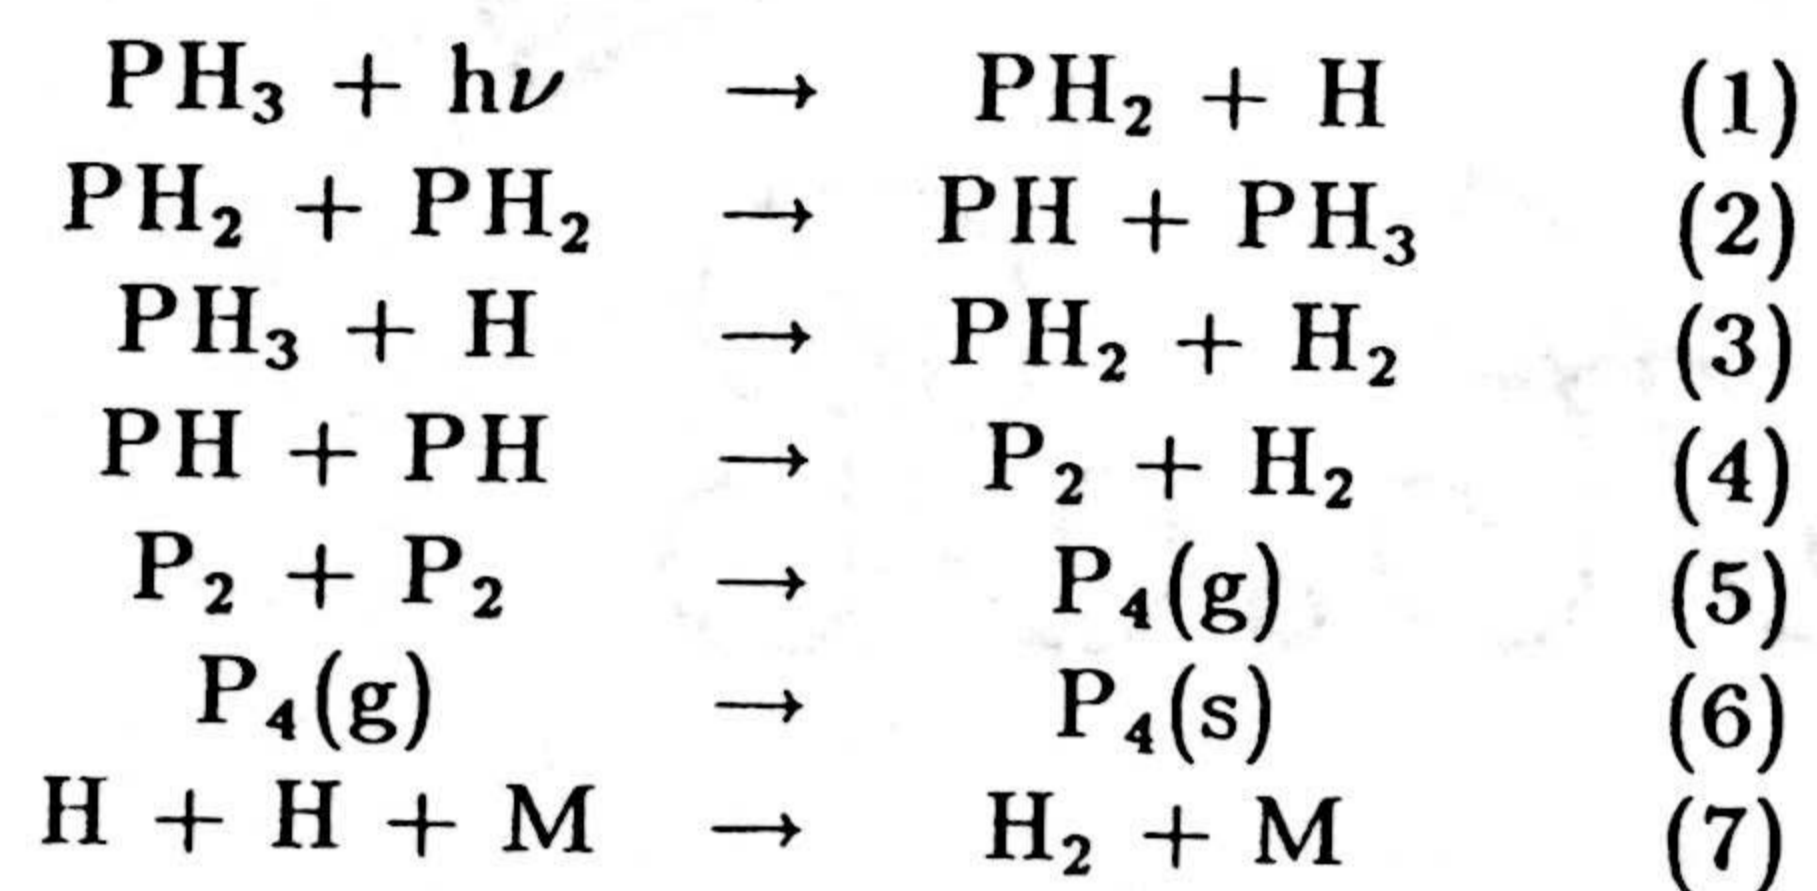 PH₃ + hν → PH₂ + H (1)
PH₂ + PH₂ → PH + PH₃ (2)
PH₃ + H → PH₂ + H₂ (3)
PH + PH → P₂ + H₂ (4)
P₂ + P₂ → P₄(g) (5)
P₄(g) → P₄(s) (6)
H + H + M → H₂ + M (7)